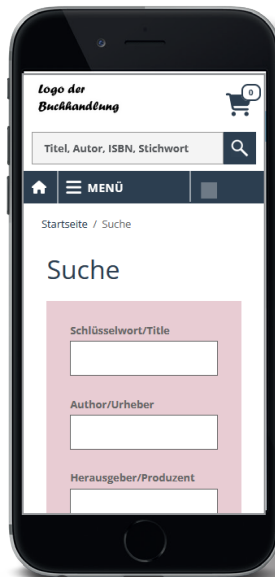 Logo der
Buchhandlung
0
Titel, Autor, ISBN, Stichwort
MENÜ
Startseite / Suche
Suche
Schlüsselwort/Title
Author/Urheber
Herausgeber/Produzent